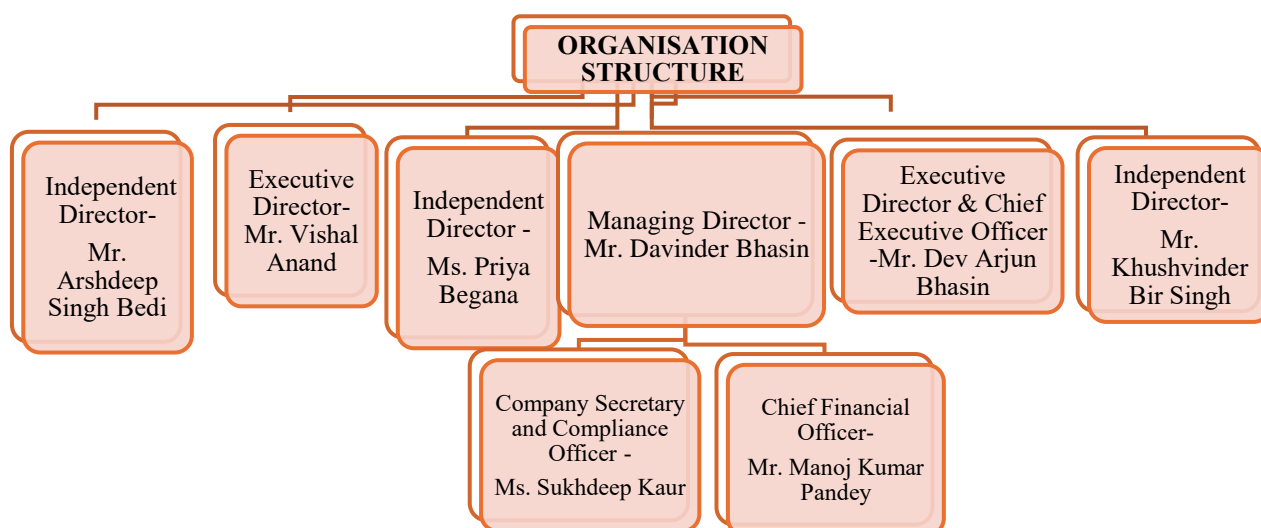 ORGANISATION
STRUCTURE
Independent
Director-
Mr.
Arshdeep
Singh Bedi
Executive
Director-
Mr. Vishal
Anand
Independent
Director -
Ms. Priya
Begana
Managing Director -
Mr. Davinder Bhasin
Executive
Director & Chief
Executive Officer
-Mr. Dev Arjun
Bhasin
Independent
Director-
Mr.
Khushvinder
Bir Singh
Company Secretary
and Compliance
Officer -
Ms. Sukhdeep Kaur
Chief Financial
Officer-
Mr. Manoj Kumar
Pandey